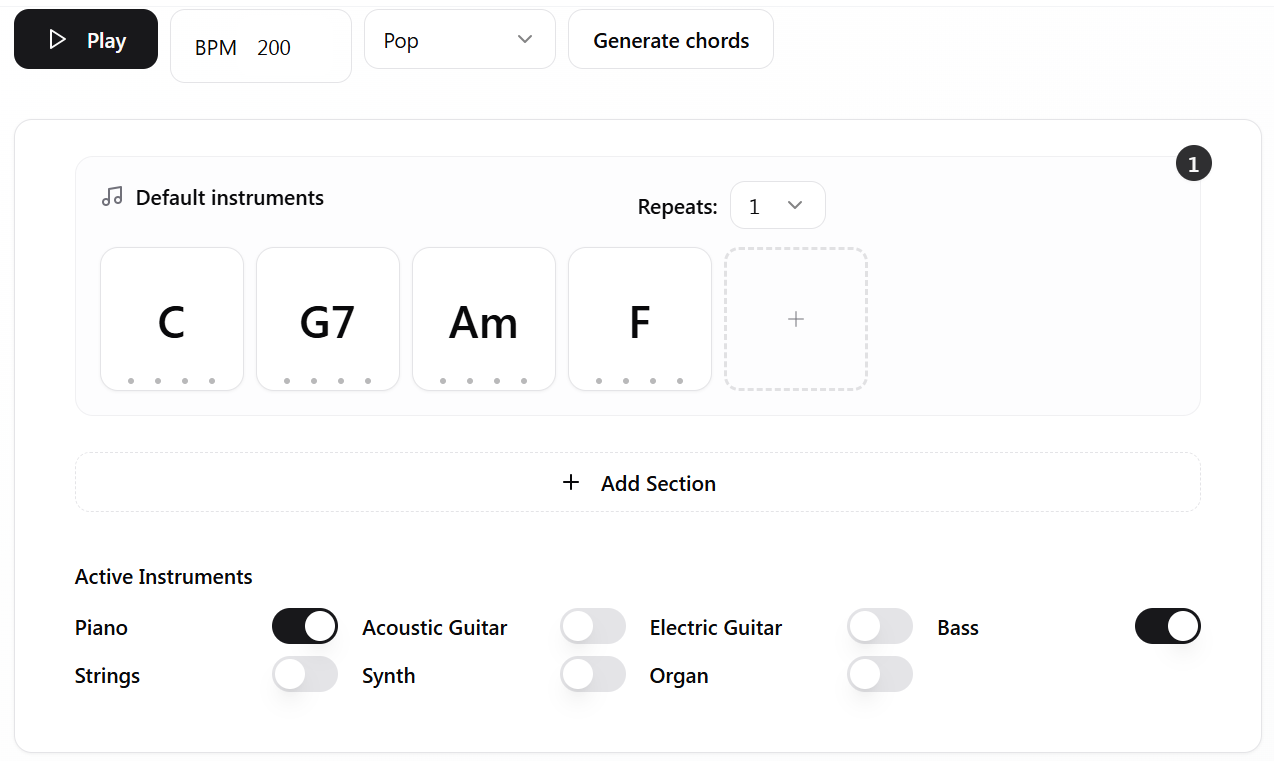 Play BPM 200 Pop Generate chords
1
Default instruments Repeats: 1
C G7 Am F +
+ Add Section
Active Instruments
Piano Acoustic Guitar Electric Guitar Bass
Strings Synth Organ